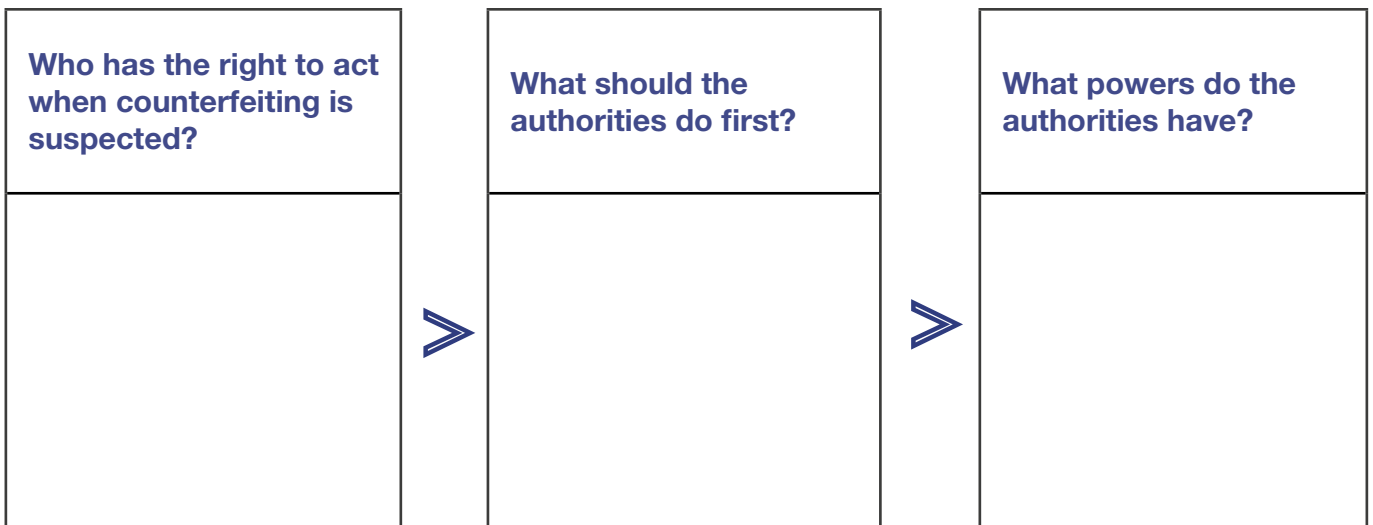 Who has the right to act
when counterfeiting is
suspected?
What should the
authorities do first?
What powers do the
authorities have?